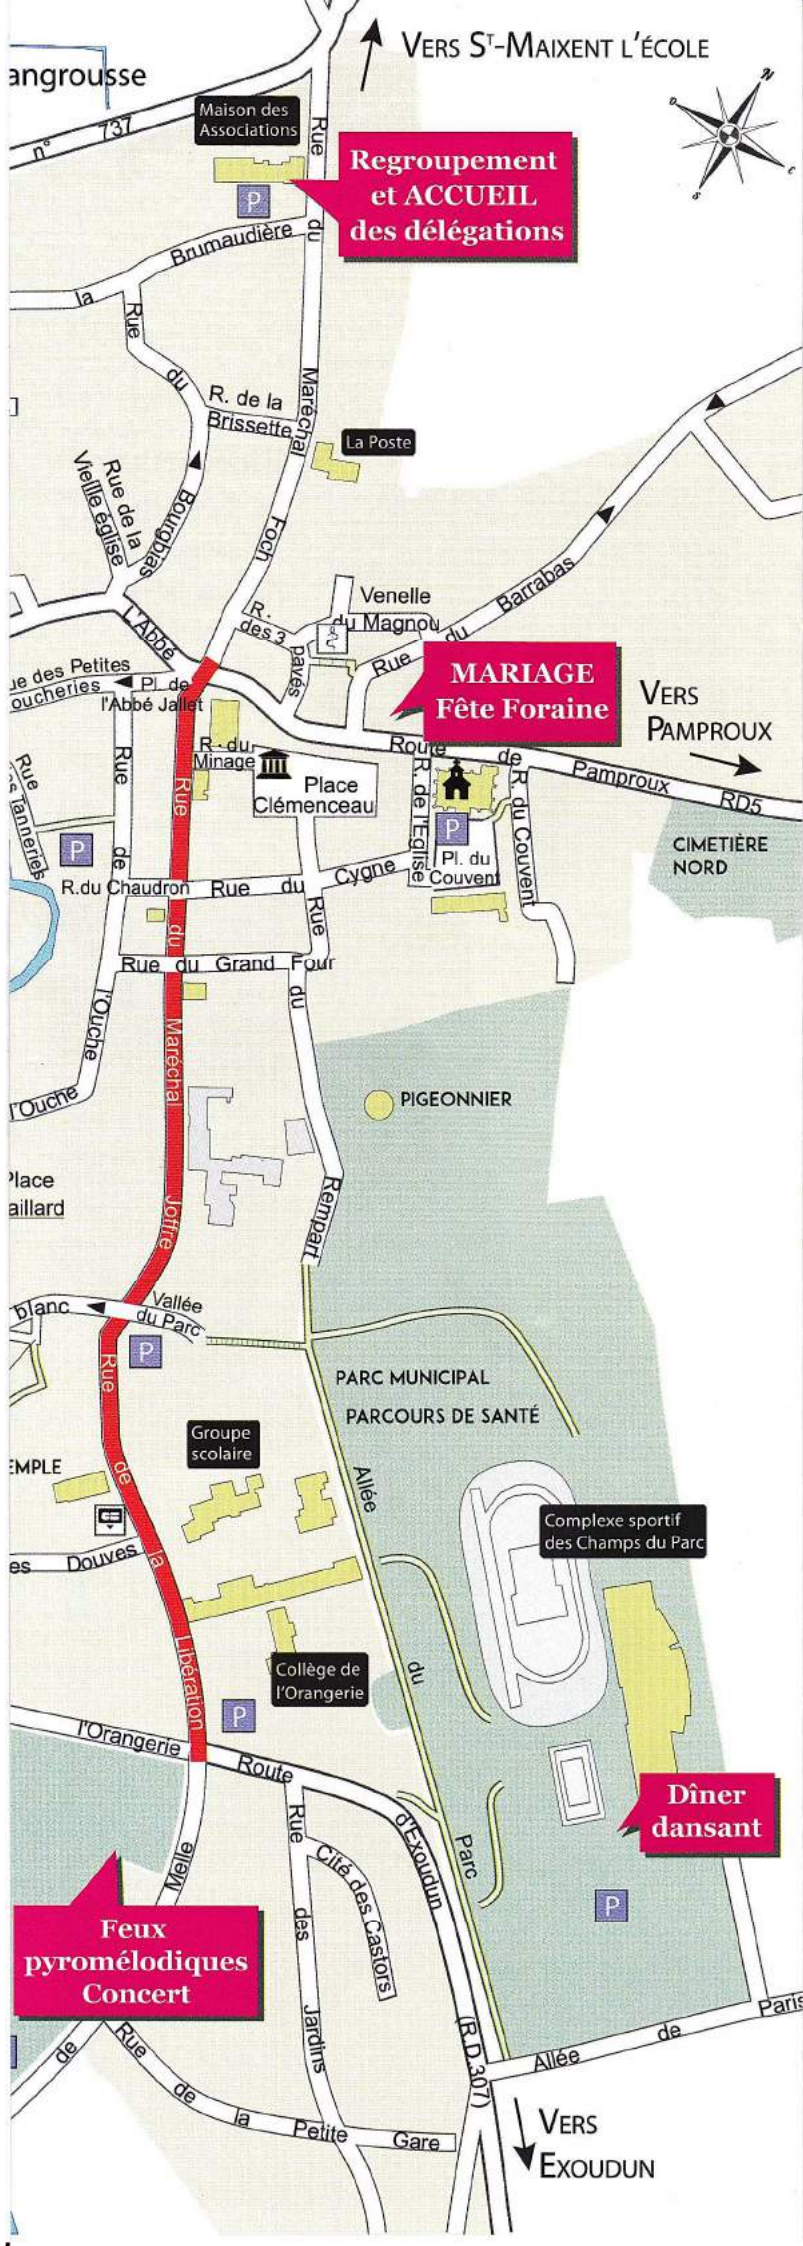 VERS Sᵀ-MAIXENT L'ÉCOLE
angrousse
n° 737
Maison des
Associations
P
Regroupement
et ACCUEIL
des délégations
N
O
S
Rue du Maréchal Foch
la Brumaudière
Rue du Bourgbias
R. de la
Brissette
La Poste
Rue de la
Vieille église
L'Abbé
R.
des 3
pavés
Venelle
du Magnou
Rue du Barrabas
ue des Petites
oucheries
Pl. de
l'Abbé Jallet
MARIAGE
Fête Foraine
VERS
PAMPROUX
Route de Pamproux RD5
R. du
Minage
Place
Clémenceau
R. de l'Eglise
R. du Couvent
P
Pl. du
Couvent
CIMETIÈRE
NORD
Rue
es Tanneries
P
Rue de l'Ouche
R.du Chaudron
Rue du Cygne
Rue du Grand Four
Rue du Rempart
Rue du Maréchal Joffre
l'Ouche
PIGEONNIER
Place
aillard
blanc
Vallée
du Parc
P
PARC MUNICIPAL
PARCOURS DE SANTÉ
Groupe
scolaire
EMPLE
es Douves
Rue de la Libération
Allée du Parc
Complexe sportif
des Champs du Parc
Collège de
l'Orangerie
P
l'Orangerie
Route d'Exoudun (R.D.307)
Dîner
dansant
P
Melle
Feux
pyromélodiques
Concert
Rue des Jardins
Cité des Castors
de
Rue de la Petite Gare
Allée de Paris
VERS
EXOUDUN